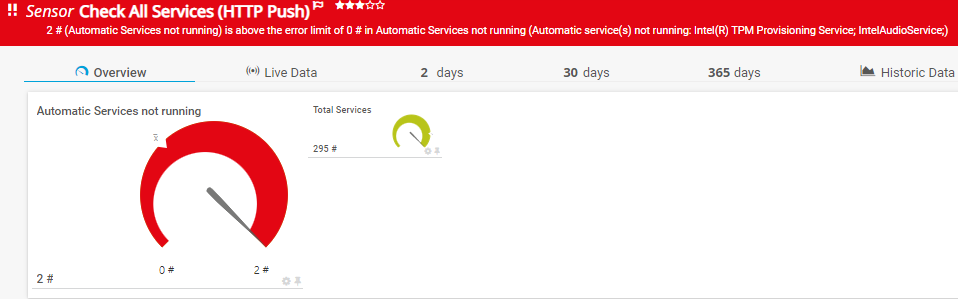 !! Sensor Check All Services (HTTP Push)
2 # (Automatic Services not running) is above the error limit of 0 # in Automatic Services not running (Automatic service(s) not running: Intel(R) TPM Provisioning Service; IntelAudioService;)
Overview Live Data 2 days 30 days 365 days Historic Data
Automatic Services not running
Total Services
x̄
295 #
0 # 2 #
2 #